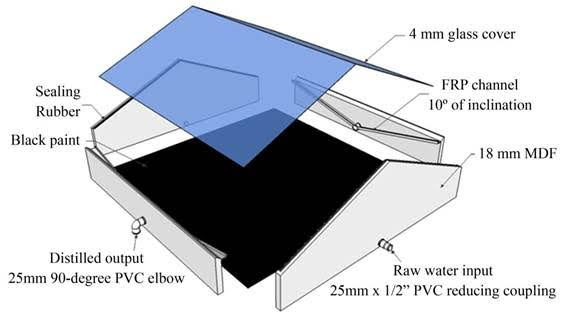 4 mm glass cover
FRP channel
10º of inclination
Sealing
Rubber
Black paint
18 mm MDF
Distilled output
25mm 90-degree PVC elbow
Raw water input
25mm x 1/2” PVC reducing coupling